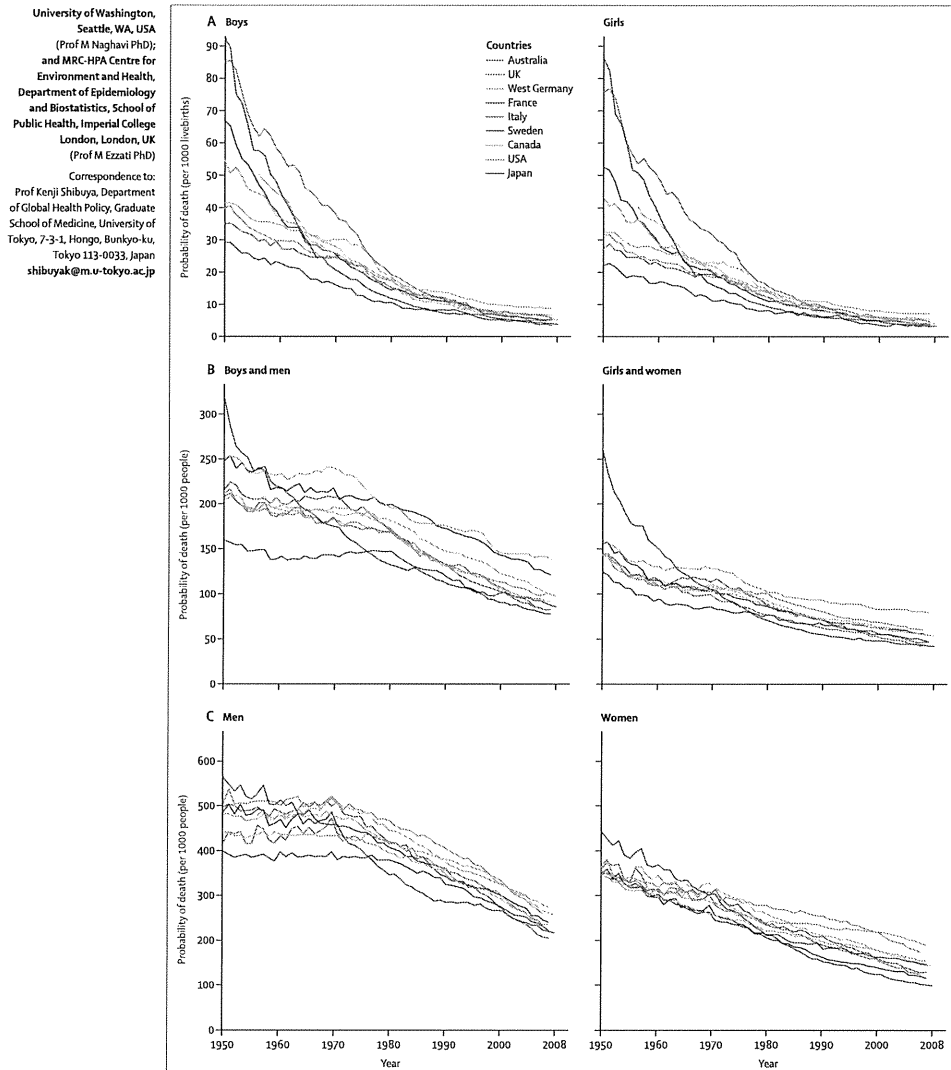 University of Washington,
Seattle, WA, USA
(Prof M Naghavi PhD);
and MRC-HPA Centre for
Environment and Health,
Department of Epidemiology
and Biostatistics, School of
Public Health, Imperial College
London, London, UK
(Prof M Ezzati PhD)
Correspondence to:
Prof Kenji Shibuya, Department
of Global Health Policy, Graduate
School of Medicine, University of
Tokyo, 7-3-1, Hongo, Bunkyo-ku,
Tokyo 113-0033, Japan
shibuyak@m.u-tokyo.ac.jp
A Boys
Probability of death (per 1000 livebirths)
90
80
70
60
50
40
30
20
10
0
Countries
Australia
UK
West Germany
France
Italy
Sweden
Canada
USA
Japan
Girls
B Boys and men
Probability of death (per 1000 people)
300
250
200
150
100
50
0
Girls and women
C Men
Probability of death (per 1000 people)
600
500
400
300
200
100
0
1950 1960 1970 1980 1990 2000 2008
Year
Women
1950 1960 1970 1980 1990 2000 2008
Year